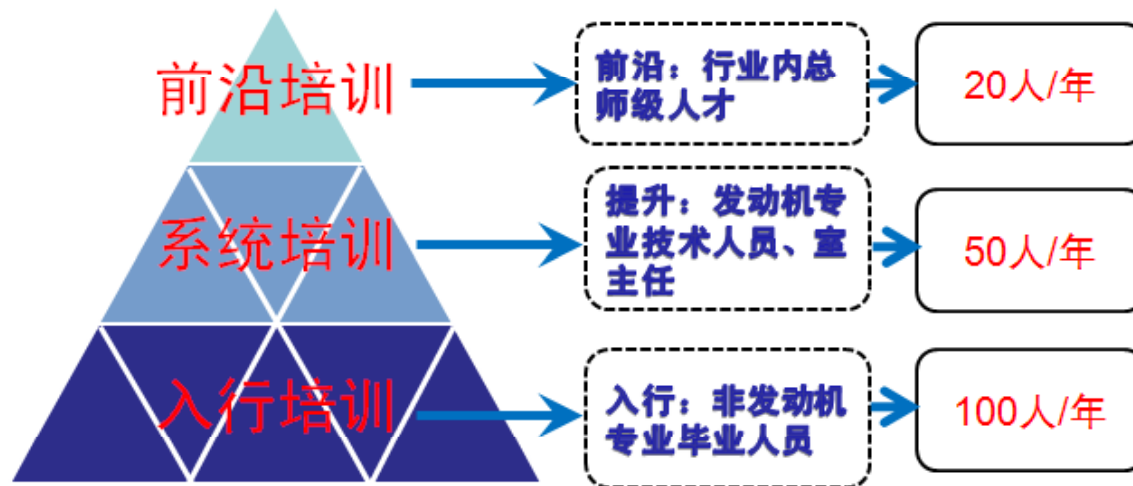 前沿培训
前沿：行业内总
师级人才
20人/年
系统培训
提升：发动机专
业技术人员、室
主任
50人/年
入行培训
入行：非发动机
专业毕业人员
100人/年